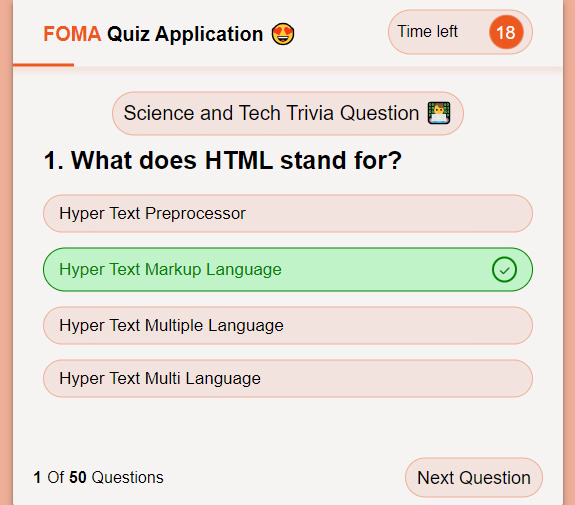 FOMA Quiz Application 😍
Time left 18
Science and Tech Trivia Question 👨‍💻
1. What does HTML stand for?
Hyper Text Preprocessor
Hyper Text Markup Language
Hyper Text Multiple Language
Hyper Text Multi Language
1 Of 50 Questions
Next Question